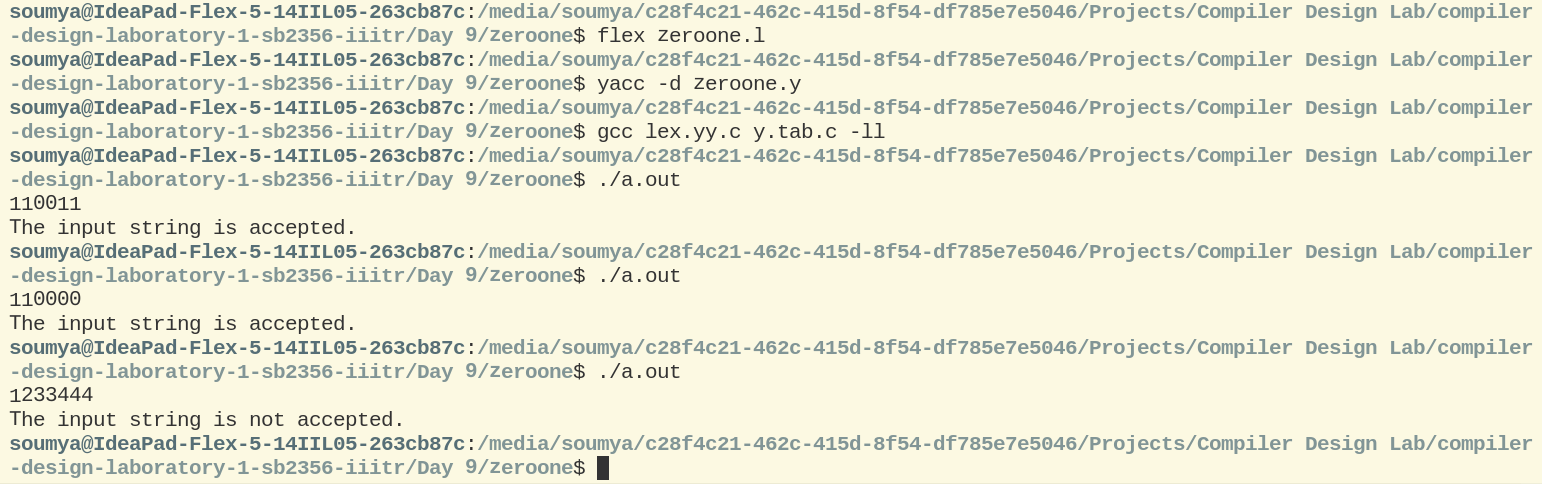 soumya@IdeaPad-Flex-5-14IIL05-263cb87c:/media/soumya/c28f4c21-462c-415d-8f54-df785e7e5046/Projects/Compiler Design Lab/compiler
-design-laboratory-1-sb2356-iiitr/Day 9/zeroone$ flex zeroone.l
soumya@IdeaPad-Flex-5-14IIL05-263cb87c:/media/soumya/c28f4c21-462c-415d-8f54-df785e7e5046/Projects/Compiler Design Lab/compiler
-design-laboratory-1-sb2356-iiitr/Day 9/zeroone$ yacc -d zeroone.y
soumya@IdeaPad-Flex-5-14IIL05-263cb87c:/media/soumya/c28f4c21-462c-415d-8f54-df785e7e5046/Projects/Compiler Design Lab/compiler
-design-laboratory-1-sb2356-iiitr/Day 9/zeroone$ gcc lex.yy.c y.tab.c -ll
soumya@IdeaPad-Flex-5-14IIL05-263cb87c:/media/soumya/c28f4c21-462c-415d-8f54-df785e7e5046/Projects/Compiler Design Lab/compiler
-design-laboratory-1-sb2356-iiitr/Day 9/zeroone$ ./a.out
110011
The input string is accepted.
soumya@IdeaPad-Flex-5-14IIL05-263cb87c:/media/soumya/c28f4c21-462c-415d-8f54-df785e7e5046/Projects/Compiler Design Lab/compiler
-design-laboratory-1-sb2356-iiitr/Day 9/zeroone$ ./a.out
110000
The input string is accepted.
soumya@IdeaPad-Flex-5-14IIL05-263cb87c:/media/soumya/c28f4c21-462c-415d-8f54-df785e7e5046/Projects/Compiler Design Lab/compiler
-design-laboratory-1-sb2356-iiitr/Day 9/zeroone$ ./a.out
1233444
The input string is not accepted.
soumya@IdeaPad-Flex-5-14IIL05-263cb87c:/media/soumya/c28f4c21-462c-415d-8f54-df785e7e5046/Projects/Compiler Design Lab/compiler
-design-laboratory-1-sb2356-iiitr/Day 9/zeroone$